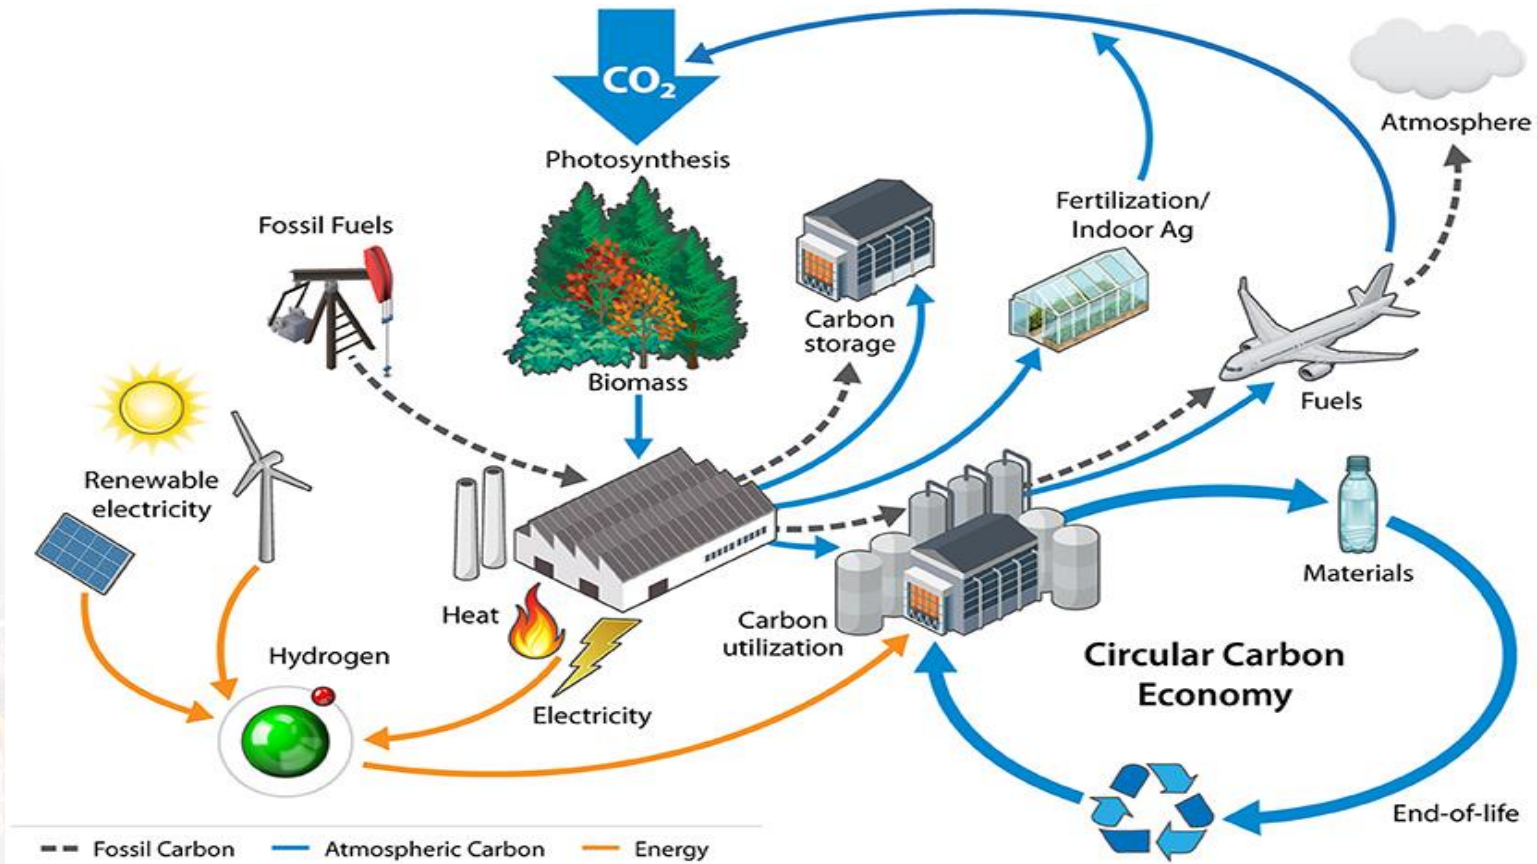 CO₂
Photosynthesis
Atmosphere
Fossil Fuels
Fertilization/
Indoor Ag
Carbon
storage
Biomass
Fuels
Renewable
electricity
Materials
Heat
Carbon
utilization
Hydrogen
Electricity
Circular Carbon
Economy
End-of-life
Fossil Carbon
Atmospheric Carbon
Energy